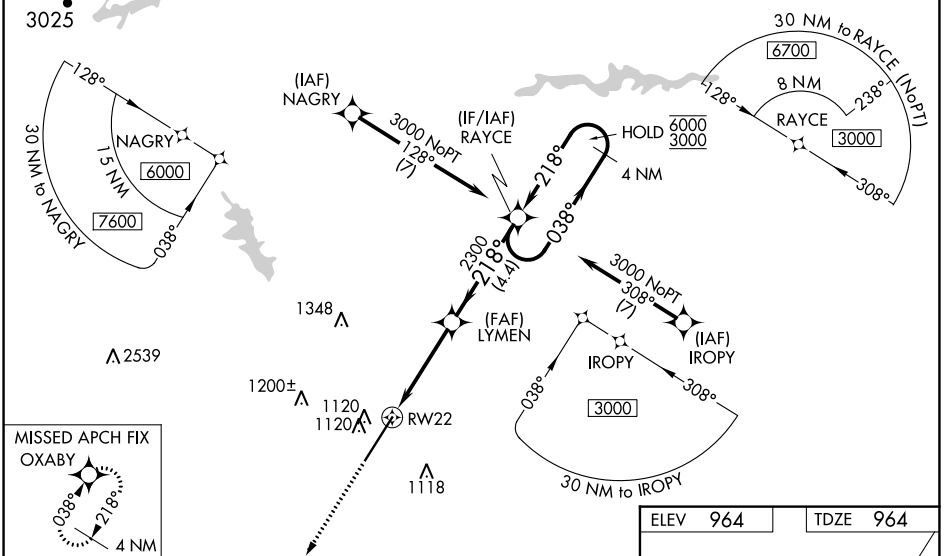 3025
128°
NAGRY
15 NM
6000
7600
30 NM to NAGRY
038°
(IAF)
NAGRY
3000 NoPT
128°
(7)
(IF/IAF)
RAYCE
218°
038°
HOLD 6000
3000
4 NM
30 NM to RAYCE (NoPT)
6700
8 NM
128°
238°
RAYCE
3000
308°
2300
218°
(4.4)
(FAF)
LYMEN
3000 NoPT
308°
(7)
(IAF)
IROPY
1348
2539
1200±
1120
1120
RW22
1118
038°
IROPY
308°
3000
30 NM to IROPY
MISSED APCH FIX
OXABY
038°
218°
4 NM
ELEV 964
TDZE 964